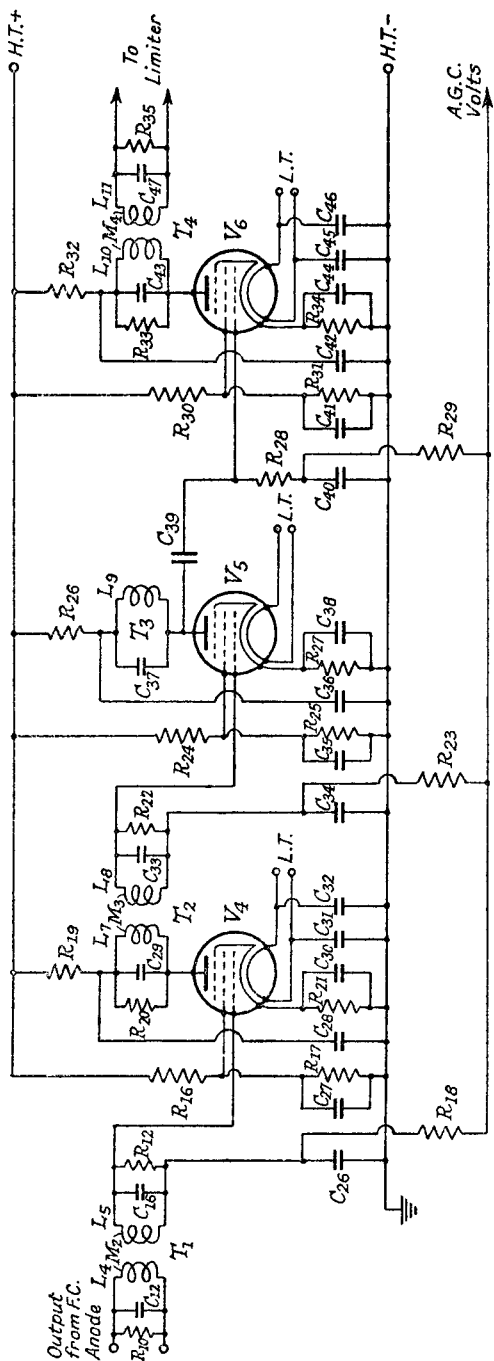 Output
from F.C.
Anode
R10
C12
L4
M2
L5
T1
C16
R12
C26
R18
R16
C27
R17
R19
R20
C29
L7
M3
L8
T2
V4
C28
R21
C30
C31
C32
L.T.
C33
R22
C34
R23
R24
C35
R25
R26
C37
T3
L9
V5
C36
R27
C38
L.T.
C39
R28
C40
R29
R30
C41
R31
R32
R33
C43
L10
M4
L11
T4
V6
C42
R34
C44
C45
C46
L.T.
C47
R35
To
Limiter
H.T.+
H.T.-
A.G.C.
Volts